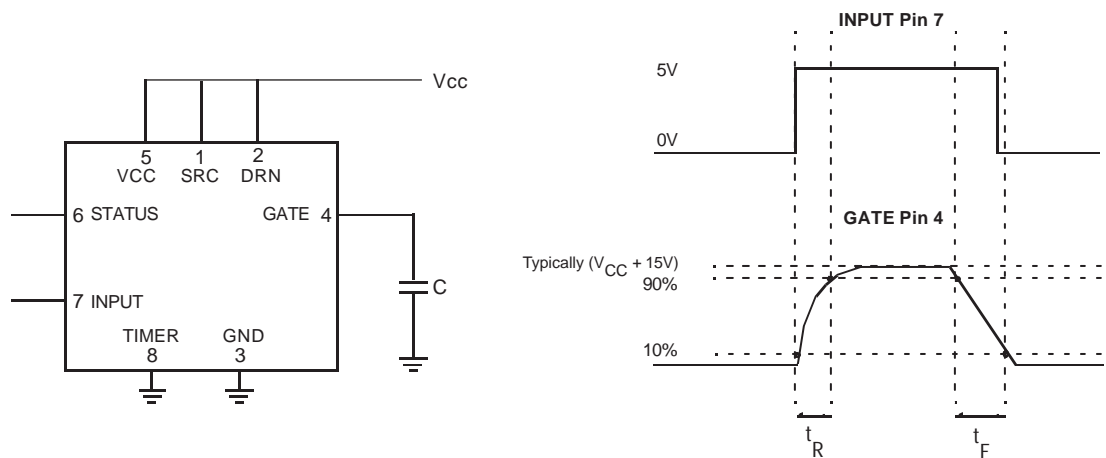 Vcc
5 1 2
VCC SRC DRN
6 STATUS
GATE 4
C
7 INPUT
TIMER GND
8 3
INPUT Pin 7
5V
0V
GATE Pin 4
Typically (VCC + 15V)
90%
10%
tR tF